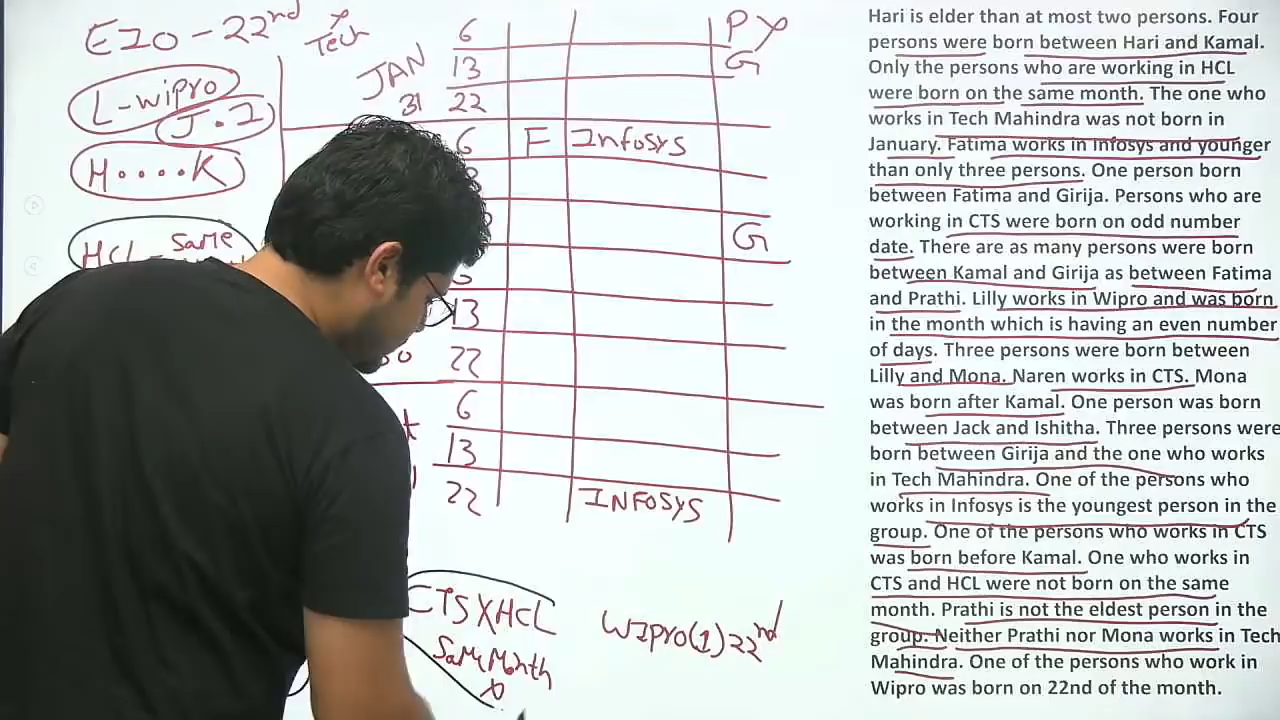 EIO - 22nd
x
Tech
L-wipro
J.I
H....K
HCL - Same
JAN
31
6
P x
13
G
22
6 F Infosys
G
13
22
6
13
22 INFOSYS
CTS X HCL
Same Month
x
Wipro(1) 22nd
Hari is elder than at most two persons. Four
persons were born between Hari and Kamal.
Only the persons who are working in HCL
were born on the same month. The one who
works in Tech Mahindra was not born in
January. Fatima works in Infosys and younger
than only three persons. One person born
between Fatima and Girija. Persons who are
working in CTS were born on odd number
date. There are as many persons were born
between Kamal and Girija as between Fatima
and Prathi. Lilly works in Wipro and was born
in the month which is having an even number
of days. Three persons were born between
Lilly and Mona. Naren works in CTS. Mona
was born after Kamal. One person was born
between Jack and Ishitha. Three persons were
born between Girija and the one who works
in Tech Mahindra. One of the persons who
works in Infosys is the youngest person in the
group. One of the persons who works in CTS
was born before Kamal. One who works in
CTS and HCL were not born on the same
month. Prathi is not the eldest person in the
group. Neither Prathi nor Mona works in Tech
Mahindra. One of the persons who work in
Wipro was born on 22nd of the month.